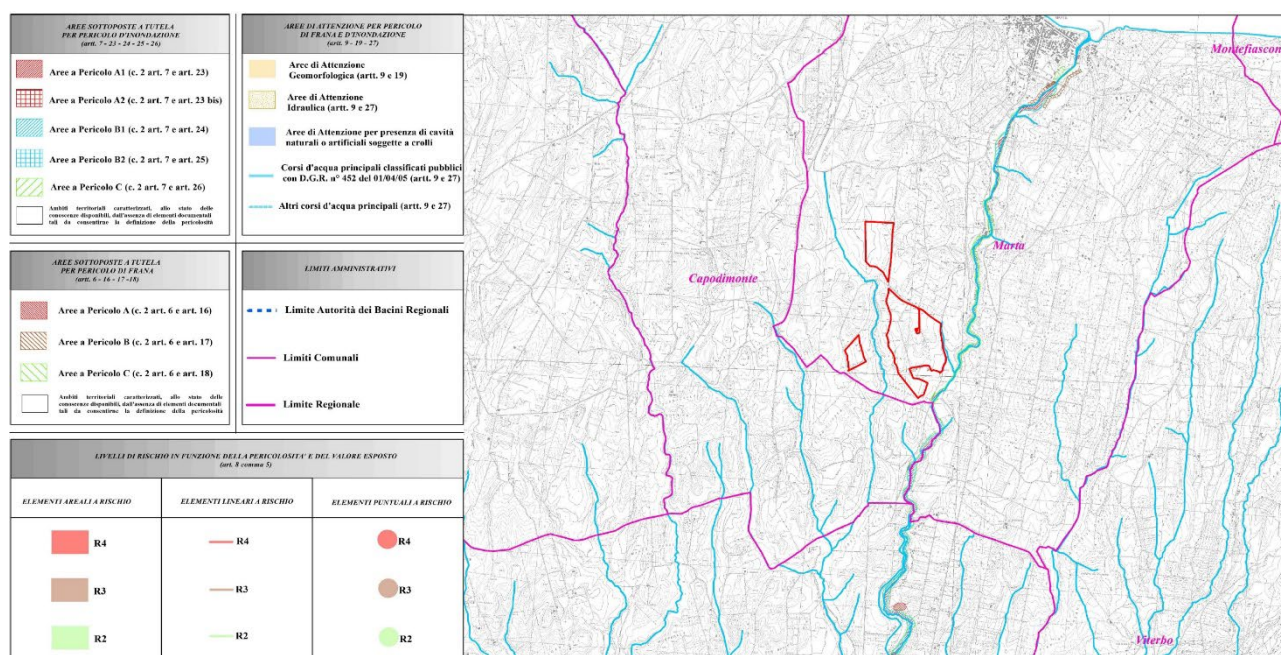 AREE SOTTOPOSTE A TUTELA
PER PERICOLO D'INONDAZIONE
(artt. 7 - 23 - 24 - 25 - 26)
Aree a Pericolo A1 (c. 2 art. 7 e art. 23)
Aree a Pericolo A2 (c. 2 art. 7 e art. 23 bis)
Aree a Pericolo B1 (c. 2 art. 7 e art. 24)
Aree a Pericolo B2 (c. 2 art. 7 e art. 25)
Aree a Pericolo C (c. 2 art. 7 e art. 26)
Ambiti territoriali caratterizzati, allo stato delle
conoscenze disponibili, dall'assenza di elementi documentali
tali da consentirne la definizione della pericolosità
AREE DI ATTENZIONE PER PERICOLO
DI FRANA E D'INONDAZIONE
(artt. 9 - 19 - 27)
Aree di Attenzione
Geomorfologica (artt. 9 e 19)
Aree di Attenzione
Idraulica (artt. 9 e 27)
Aree di Attenzione per presenza di cavità
naturali o artificiali soggette a crolli
Corsi d'acqua principali classificati pubblici
con D.G.R. n° 452 del 01/04/05 (artt. 9 e 27)
Altri corsi d'acqua principali (artt. 9 e 27)
AREE SOTTOPOSTE A TUTELA
PER PERICOLO DI FRANA
(artt. 6 - 16 - 17 -18)
Aree a Pericolo A (c. 2 art. 6 e art. 16)
Aree a Pericolo B (c. 2 art. 6 e art. 17)
Aree a Pericolo C (c. 2 art. 6 e art. 18)
Ambiti territoriali caratterizzati, allo stato delle
conoscenze disponibili, dall'assenza di elementi documentali
tali da consentirne la definizione della pericolosità
LIMITI AMMINISTRATIVI
Limite Autorità dei Bacini Regionali
Limiti Comunali
Limite Regionale
LIVELLI DI RISCHIO IN FUNZIONE DELLA PERICOLOSITA' E DEL VALORE ESPOSTO
(art. 8 comma 5)
ELEMENTI AREALI A RISCHIO
ELEMENTI LINEARI A RISCHIO
ELEMENTI PUNTUALI A RISCHIO
R4
R4
R4
R3
R3
R3
R2
R2
R2
Montefiascon
Marta
Capodimonte
Viterbo